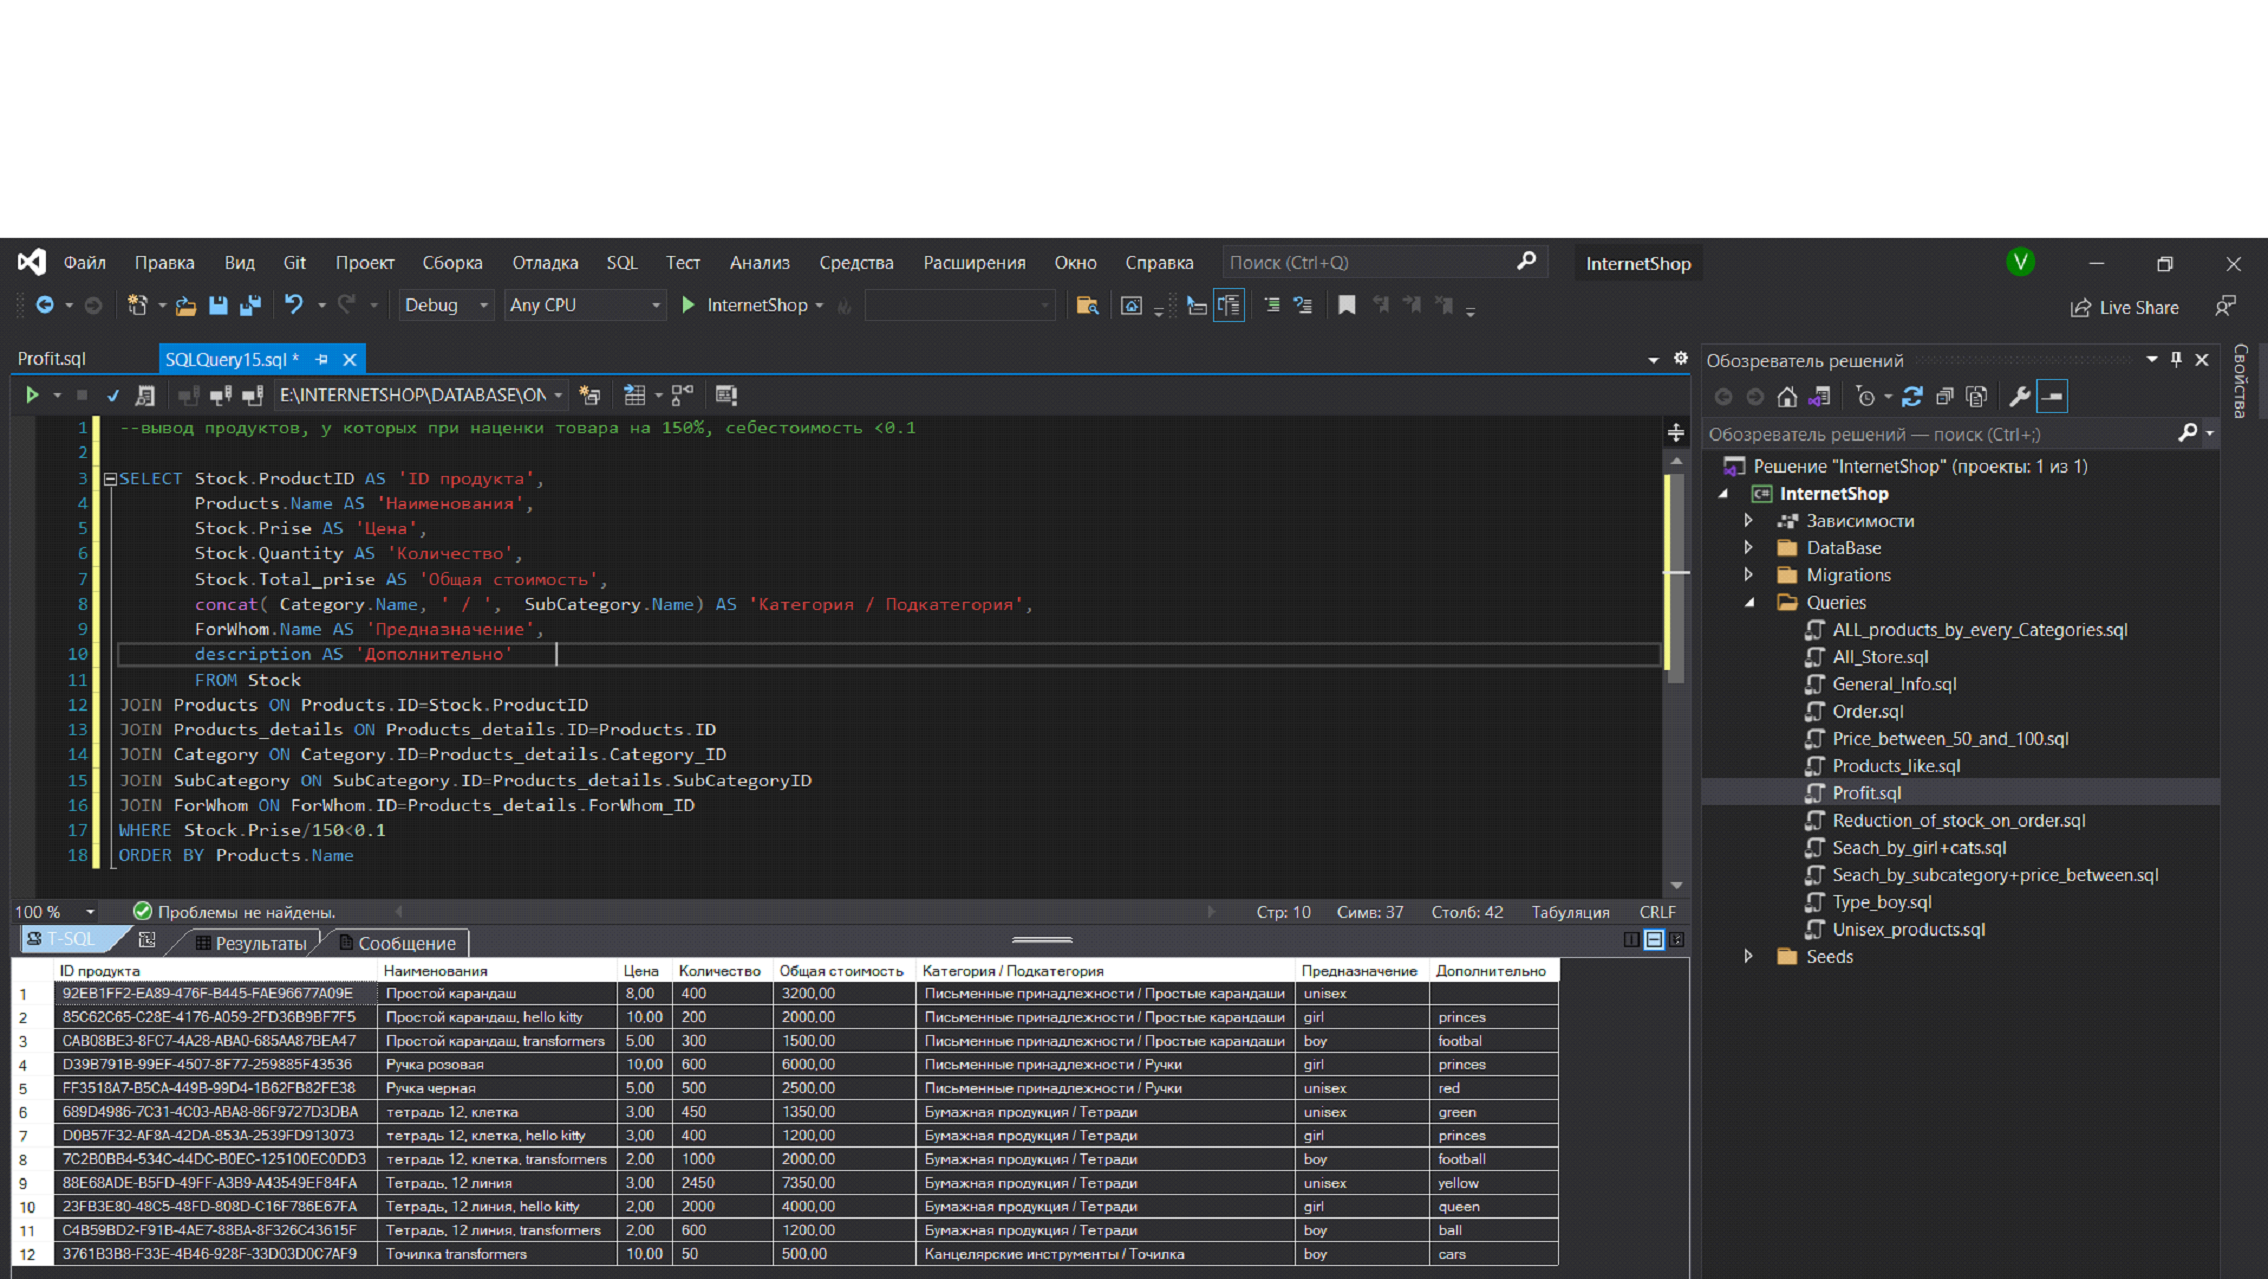 Файл Правка Вид Git Проект Сборка Отладка SQL Тест Анализ Средства Расширения Окно Справка Поиск (Ctrl+Q) InternetShop V
Debug Any CPU InternetShop Live Share
Profit.sql SQLQuery15.sql *
E:\INTERNETSHOP\DATABASE\ON
1 --вывод продуктов, у которых при наценки товара на 150%, себестоимость <0.1
2
3 SELECT Stock.ProductID AS 'ID продукта',
4 Products.Name AS 'Наименования',
5 Stock.Prise AS 'Цена',
6 Stock.Quantity AS 'Количество',
7 Stock.Total_prise AS 'Общая стоимость',
8 concat( Category.Name, ' / ', SubCategory.Name) AS 'Категория / Подкатегория',
9 ForWhom.Name AS 'Предназначение',
10 description AS 'Дополнительно'
11 FROM Stock
12 JOIN Products ON Products.ID=Stock.ProductID
13 JOIN Products_details ON Products_details.ID=Products.ID
14 JOIN Category ON Category.ID=Products_details.Category_ID
15 JOIN SubCategory ON SubCategory.ID=Products_details.SubCategoryID
16 JOIN ForWhom ON ForWhom.ID=Products_details.ForWhom_ID
17 WHERE Stock.Prise/150<0.1
18 ORDER BY Products.Name
100 % Проблемы не найдены. Стр: 10 Симв: 37 Столб: 42 Табуляция CRLF
T-SQL Результаты Сообщение
ID продукта Наименования Цена Количество Общая стоимость Категория / Подкатегория Предназначение Дополнительно
1 92EB1FF2-EA89-476F-B445-FAE96677A09E Простой карандаш 8,00 400 3200,00 Письменные принадлежности / Простые карандаши unisex
2 85C62C65-C28E-4176-A059-2FD36B9BF7F5 Простой карандаш, hello kitty 10,00 200 2000,00 Письменные принадлежности / Простые карандаши girl princes
3 CAB08BE3-8FC7-4A28-ABA0-685AA87BEA47 Простой карандаш, transformers 5,00 300 1500,00 Письменные принадлежности / Простые карандаши boy footbal
4 D39B791B-99EF-4507-8F77-259885F43536 Ручка розовая 10,00 600 6000,00 Письменные принадлежности / Ручки girl princes
5 FF3518A7-B5CA-449B-99D4-1B62FB82FE38 Ручка черная 5,00 500 2500,00 Письменные принадлежности / Ручки unisex red
6 689D4986-7C31-4C03-ABA8-86F9727D3DBA тетрадь 12, клетка 3,00 450 1350,00 Бумажная продукция / Тетради unisex green
7 D0B57F32-AF8A-42DA-853A-2539FD913073 тетрадь 12, клетка, hello kitty 3,00 400 1200,00 Бумажная продукция / Тетради girl princes
8 7C2B0BB4-534C-44DC-B0EC-125100EC0DD3 тетрадь 12, клетка, transformers 2,00 1000 2000,00 Бумажная продукция / Тетради boy football
9 88E68ADE-B5FD-49FF-A3B9-A43549EF84FA Тетрадь, 12 линия 3,00 2450 7350,00 Бумажная продукция / Тетради unisex yellow
10 23FB3E80-48C5-48FD-808D-C16F786E67FA Тетрадь, 12 линия, hello kitty 2,00 2000 4000,00 Бумажная продукция / Тетради girl queen
11 C4B59BD2-F91B-4AE7-88BA-8F326C43615F Тетрадь, 12 линия, transformers 2,00 600 1200,00 Бумажная продукция / Тетради boy ball
12 3761B3B8-F33E-4B46-928F-33D03D0C7AF9 Точилка transformers 10,00 50 500,00 Канцелярские инструменты / Точилка boy cars
Обозреватель решений
Обозреватель решений — поиск (Ctrl+;)
Решение "InternetShop" (проекты: 1 из 1)
InternetShop
Зависимости
DataBase
Migrations
Queries
ALL_products_by_every_Categories.sql
All_Store.sql
General_Info.sql
Order.sql
Price_between_50_and_100.sql
Products_like.sql
Profit.sql
Reduction_of_stock_on_order.sql
Seach_by_girl+cats.sql
Seach_by_subcategory+price_between.sql
Type_boy.sql
Unisex_products.sql
Seeds
Свойства